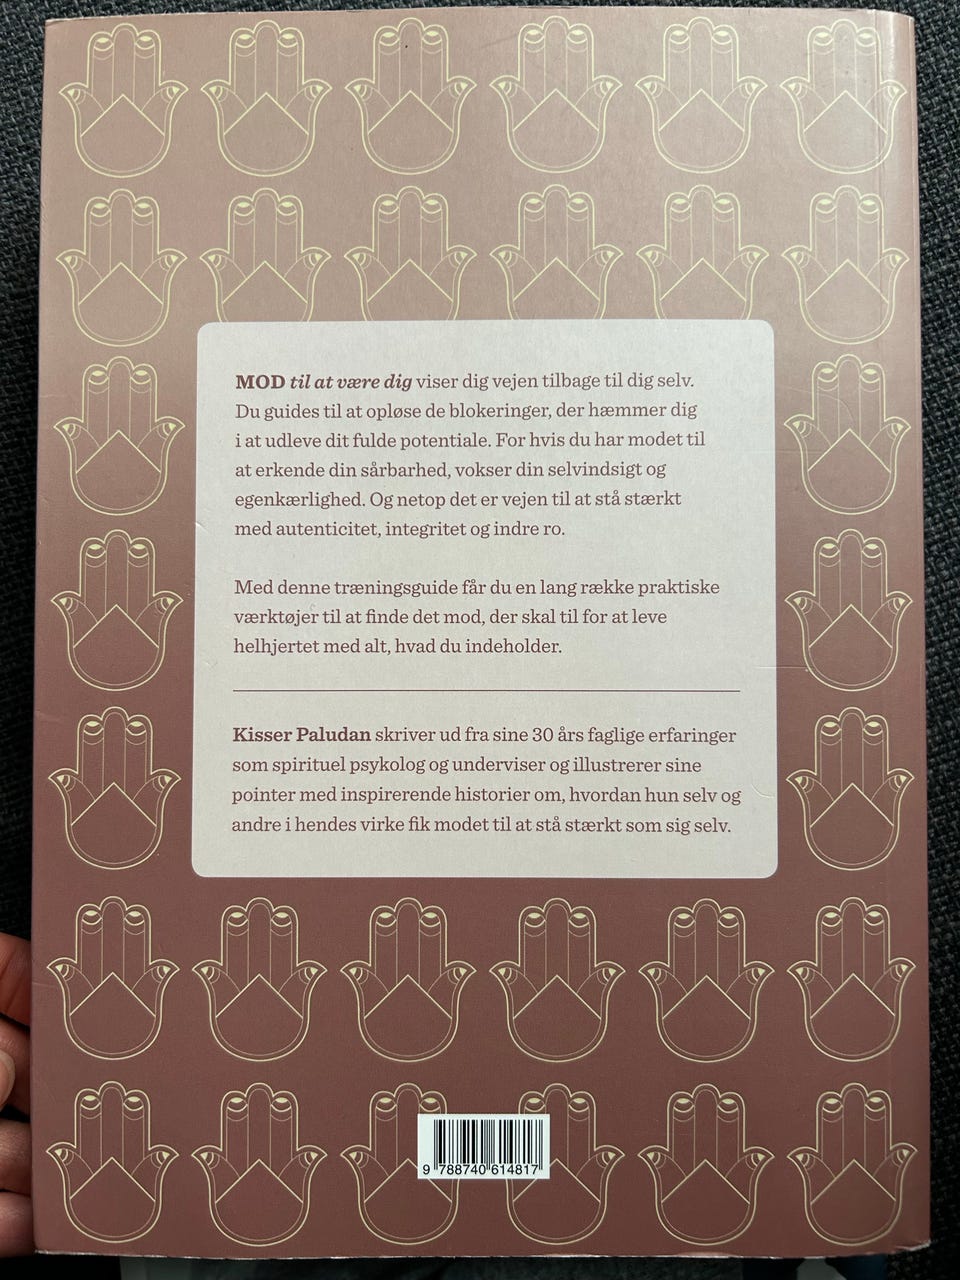 MOD til at være dig viser dig vejen tilbage til dig selv.
Du guides til at opløse de blokeringer, der hæmmer dig
i at udleve dit fulde potentiale. For hvis du har modet til
at erkende din sårbarhed, vokser din selvindsigt og
egenkærlighed. Og netop det er vejen til at stå stærkt
med autenticitet, integritet og indre ro.
Med denne træningsguide får du en lang række praktiske
værktøjer til at finde det mod, der skal til for at leve
helhjertet med alt, hvad du indeholder.
Kisser Paludan skriver ud fra sine 30 års faglige erfaringer
som spirituel psykolog og underviser og illustrerer sine
pointer med inspirerende historier om, hvordan hun selv og
andre i hendes virke fik modet til at stå stærkt som sig selv.
9 788740 614817